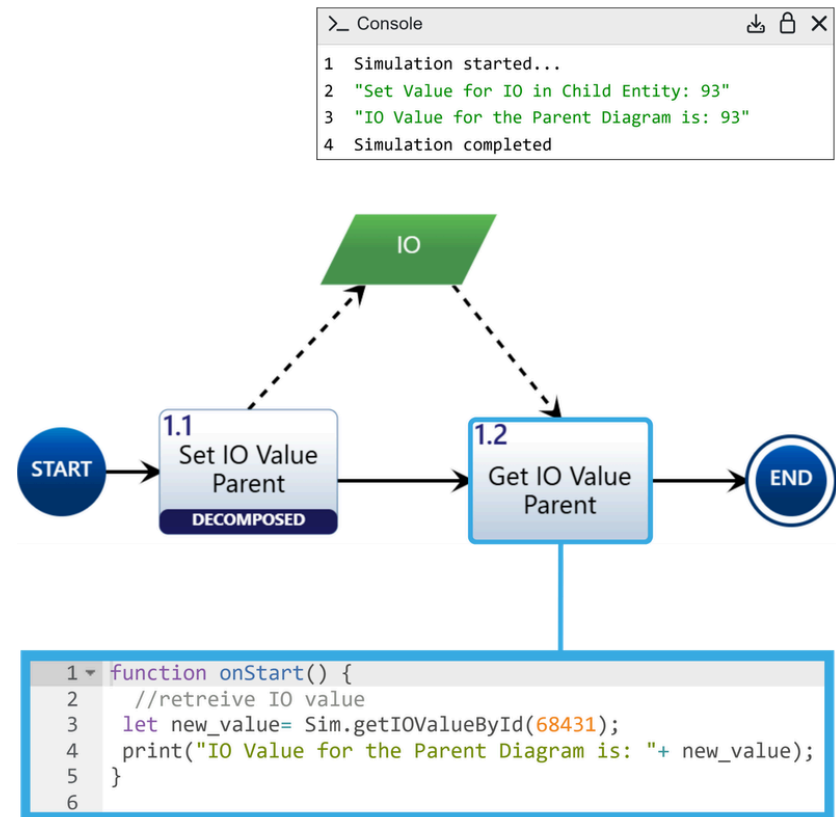 >_ Console
1 Simulation started...
2 "Set Value for IO in Child Entity: 93"
3 "IO Value for the Parent Diagram is: 93"
4 Simulation completed
IO
START
1.1
Set IO Value
Parent
DECOMPOSED
1.2
Get IO Value
Parent
END
1 function onStart() {
2 //retreive IO value
3 let new_value= Sim.getIOValueById(68431);
4 print("IO Value for the Parent Diagram is: "+ new_value);
5 }
6